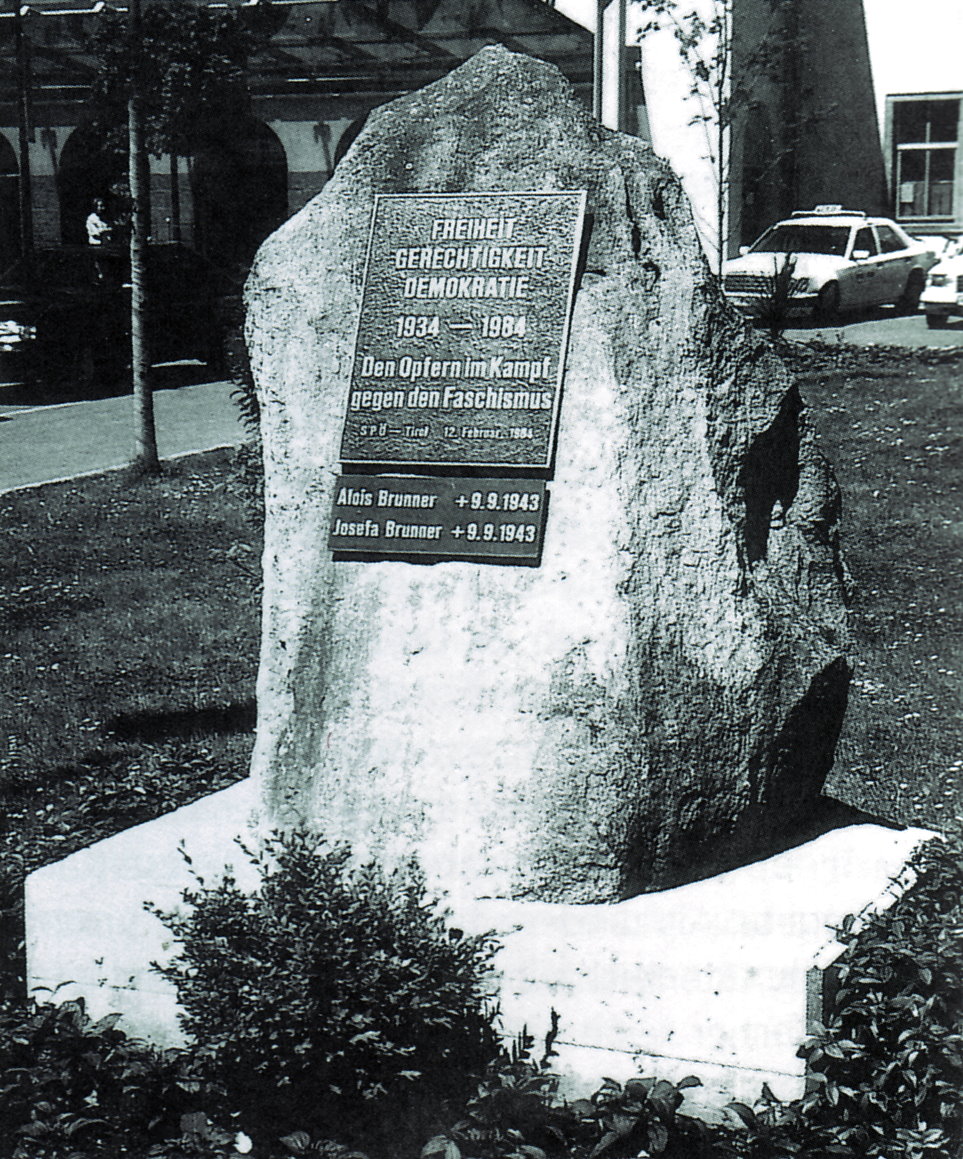 FREIHEIT
GERECHTIGKEIT
DEMOKRATIE
1934 — 1984
Den Opfern im Kampf
gegen den Faschismus
SPÖ — Tirol 12. Februar 1984
Alois Brunner + 9.9.1943
Josefa Brunner + 9.9.1943